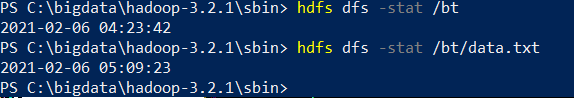 PS C:\bigdata\hadoop-3.2.1\sbin> hdfs dfs -stat /bt
2021-02-06 04:23:42
PS C:\bigdata\hadoop-3.2.1\sbin> hdfs dfs -stat /bt/data.txt
2021-02-06 05:09:23
PS C:\bigdata\hadoop-3.2.1\sbin>